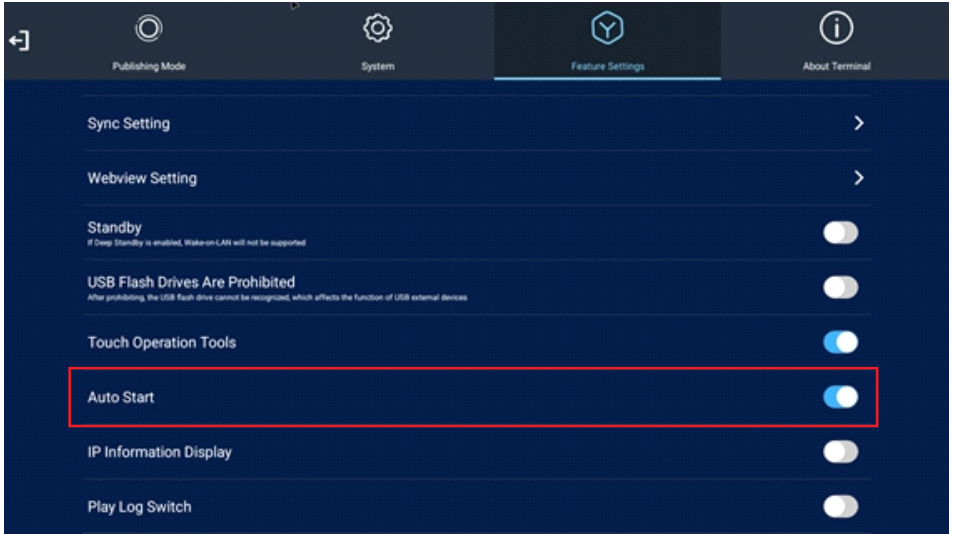 Publishing Mode
System
Feature Settings
About Terminal
Sync Setting
Webview Setting
Standby
If Deep Standby is enabled, Wake-on-LAN will not be supported
USB Flash Drives Are Prohibited
After prohibiting, the USB flash drive cannot be recognized, which affects the function of USB external devices
Touch Operation Tools
Auto Start
IP Information Display
Play Log Switch